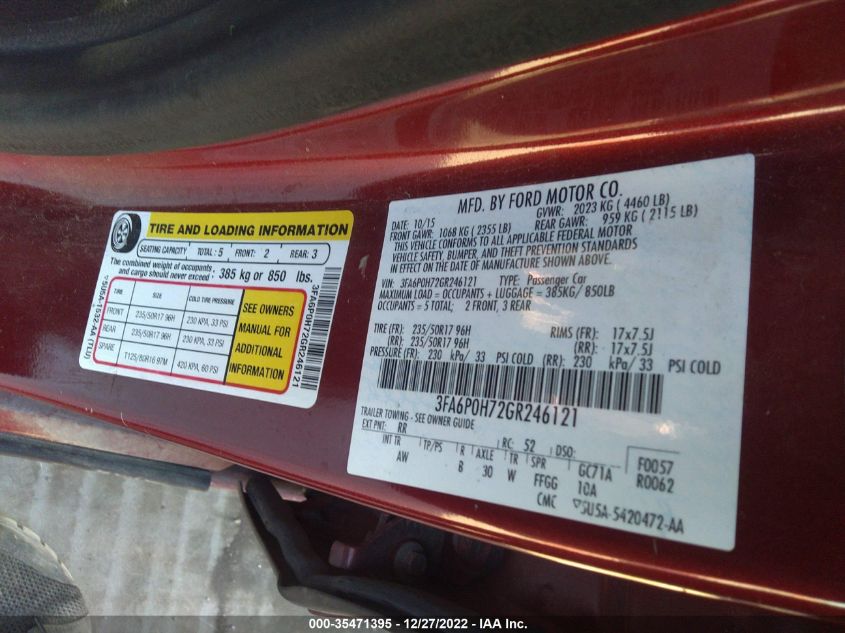 TIRE AND LOADING INFORMATION
SEATING CAPACITY TOTAL : 5 FRONT: 2 REAR: 3
The combined weight of occupants
and cargo should never exceed : 385 kg or 850 lbs.
TIRE SIZE COLD TIRE PRESSURE
FRONT 235/50R17 96H 230 KPA, 33 PSI
REAR 235/50R17 96H 230 KPA, 33 PSI
SPARE T125/80R16 97M 420 KPA, 60 PSI
SEE OWNERS
MANUAL FOR
ADDITIONAL
INFORMATION
5U5A-1532-AA (TLU)
3FA6P0H72GR246121
MFD. BY FORD MOTOR CO.
DATE: 10/15 GVWR: 2023 KG ( 4460 LB)
FRONT GAWR: 1068 KG ( 2355 LB) REAR GAWR: 959 KG ( 2115 LB)
THIS VEHICLE CONFORMS TO ALL APPLICABLE FEDERAL MOTOR
VEHICLE SAFETY, BUMPER, AND THEFT PREVENTION STANDARDS
IN EFFECT ON THE DATE OF MANUFACTURE SHOWN ABOVE.
VIN: 3FA6P0H72GR246121 TYPE: Passenger Car
MAXIMUM LOAD = OCCUPANTS + LUGGAGE = 385KG/ 850LB
OCCUPANTS = 5 TOTAL; 2 FRONT, 3 REAR
TIRE (FR): 235/50R17 96H RIMS (FR): 17x7.5J
(RR): 235/50R17 96H (RR): 17x7.5J
PRESSURE (FR): 230 kPa/ 33 PSI COLD (RR): 230 kPa/33 PSI COLD
3FA6P0H72GR246121
TRAILER TOWING - SEE OWNER GUIDE
EXT PNT: RR RC: 52 DSO: F0057
INT TR TP/PS R AXLE TR SPR GC71A R0062
AW B 30 W FFGG 10A
CMC 5U5A-5420472-AA
000-35471395 - 12/27/2022 - IAA Inc.